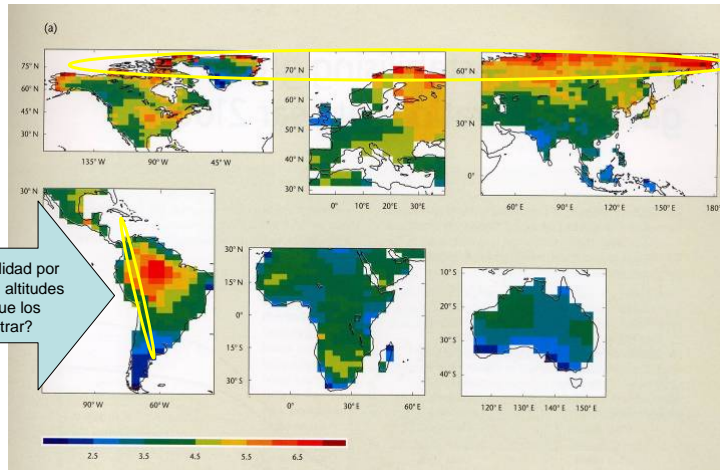 (a)
75° N
60° N
45° N
30° N
135° W 90° W 45° W
70° N
60° N
50° N
40° N
30° N
0° E 20°E 30°E
60° N
30° N
0°
60° E 90° E 120° E 150° E 180° E
30° N
lidad por
altitudes
ue los
trar?
90° W 60° W
30° N
15° N
0°
15° S
30° S
0° 30° E 60° E
10° S
20° S
30° S
40° S
120° E 130° E 140° E 150° E
2.5 3.5 4.5 5.5 6.5